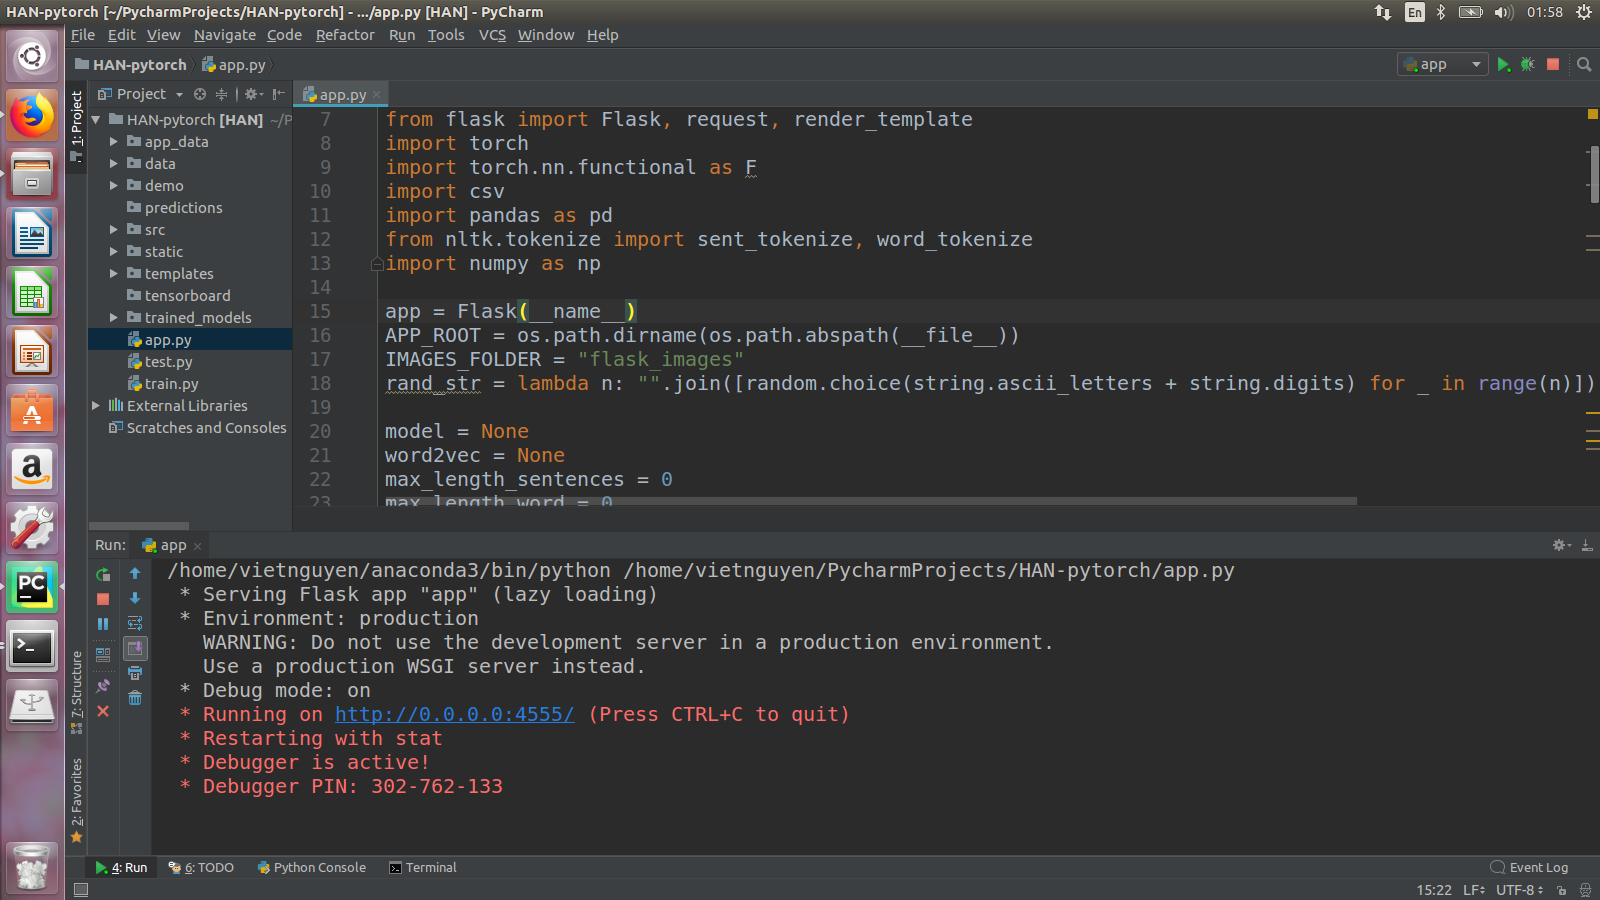 HAN-pytorch [~/PycharmProjects/HAN-pytorch] - .../app.py [HAN] - PyCharm
En
01:58
File Edit View Navigate Code Refactor Run Tools VCS Window Help
HAN-pytorch app.py
app
1: Project
Project
app.py
HAN-pytorch [HAN] ~/P
app_data
data
demo
predictions
src
static
templates
tensorboard
trained_models
app.py
test.py
train.py
External Libraries
Scratches and Consoles
7 from flask import Flask, request, render_template
8 import torch
9 import torch.nn.functional as F
10 import csv
11 import pandas as pd
12 from nltk.tokenize import sent_tokenize, word_tokenize
13 import numpy as np
14
15 app = Flask(__name__)
16 APP_ROOT = os.path.dirname(os.path.abspath(__file__))
17 IMAGES_FOLDER = "flask_images"
18 rand_str = lambda n: "".join([random.choice(string.ascii_letters + string.digits) for _ in range(n)])
19
20 model = None
21 word2vec = None
22 max_length_sentences = 0
23 max_length_word = 0
Run: app
/home/vietnguyen/anaconda3/bin/python /home/vietnguyen/PycharmProjects/HAN-pytorch/app.py
* Serving Flask app "app" (lazy loading)
* Environment: production
WARNING: Do not use the development server in a production environment.
Use a production WSGI server instead.
* Debug mode: on
* Running on http://0.0.0.0:4555/ (Press CTRL+C to quit)
* Restarting with stat
* Debugger is active!
* Debugger PIN: 302-762-133
7: Structure
2: Favorites
4: Run 6: TODO Python Console Terminal
Event Log
15:22 LF UTF-8
PC